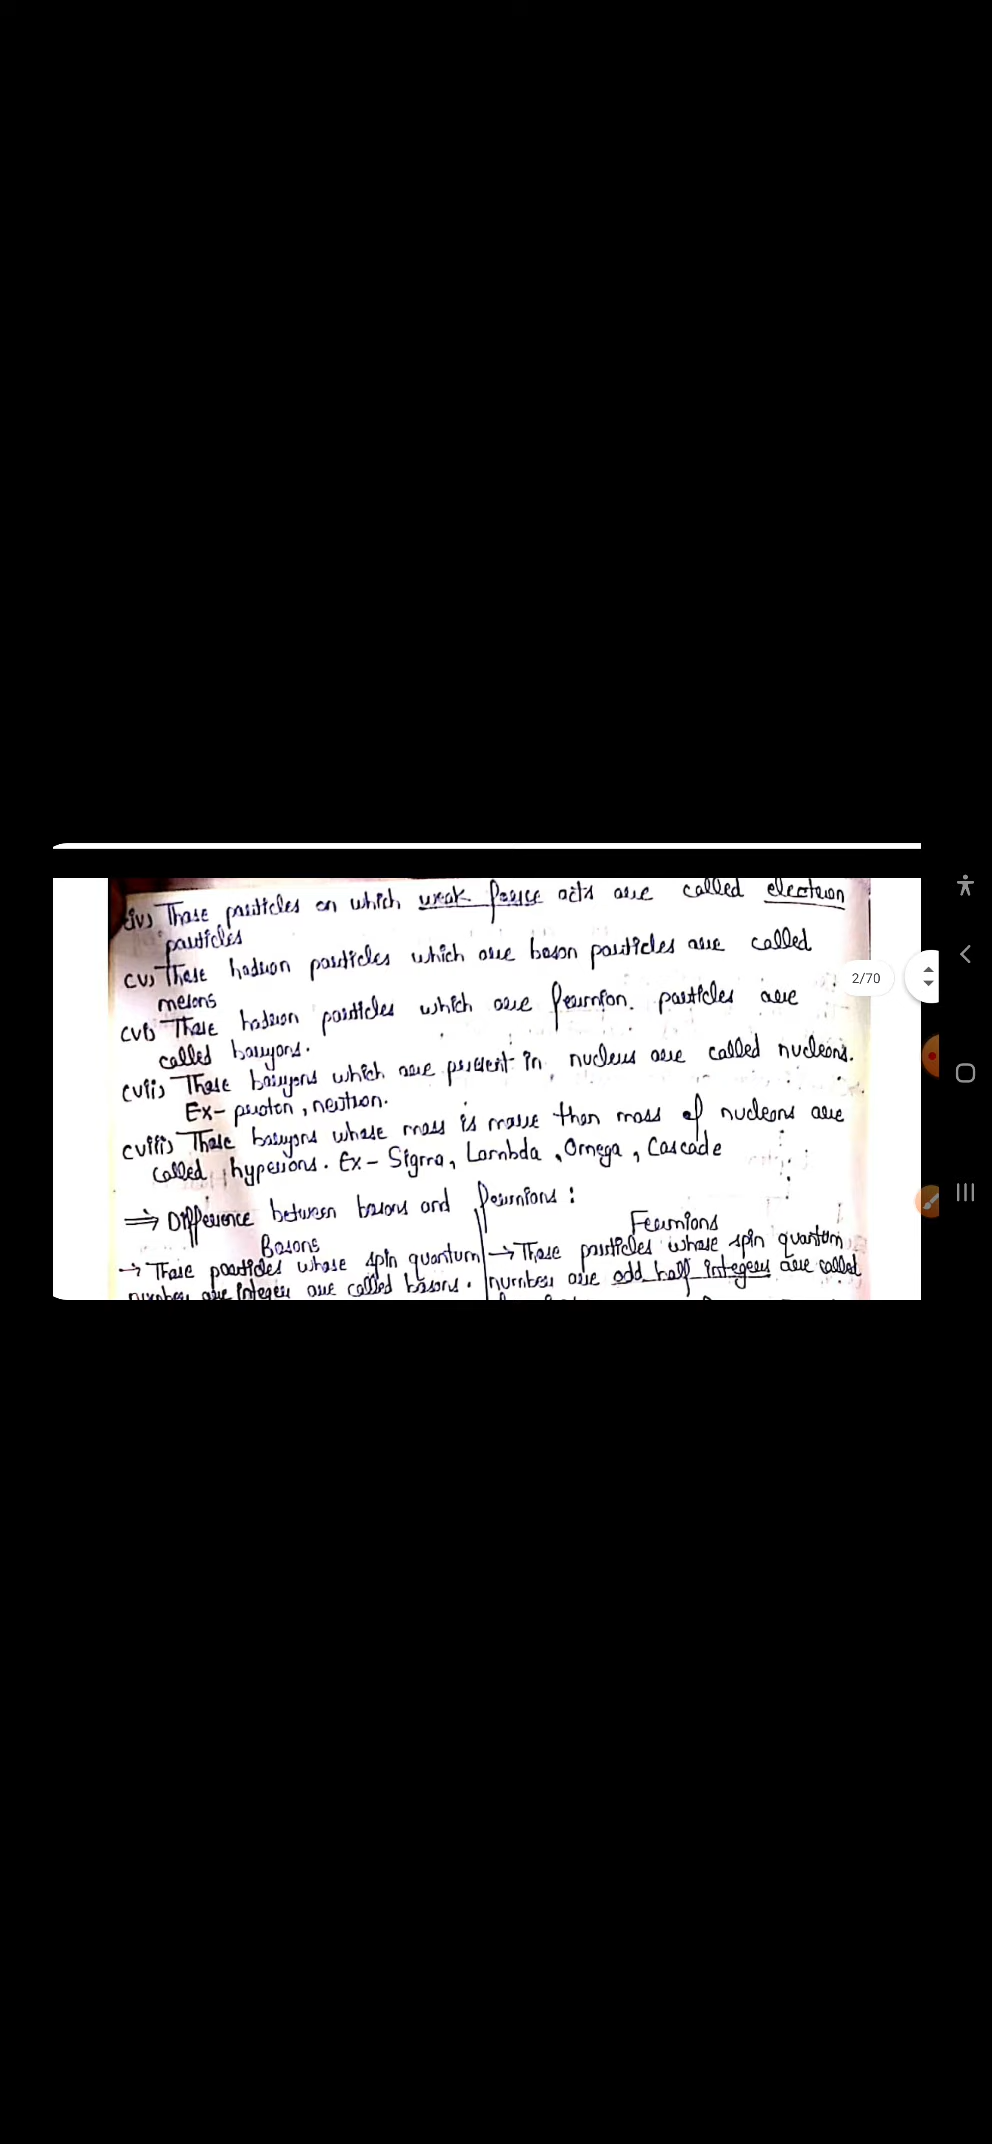 (iv) Those particles on which weak force acts are called electron
particles
(v) Those hadron particles which are boson particles are called
mesons
(vi) Those hadron particles which are fermion particles are
called baryons.
(vii) Those baryons which are present in nucleus are called nucleons.
Ex- proton, neutron.
(viii) Those baryons whose mass is more than mass of nucleons are
called hyperons. Ex- Sigma, Lambda, Omega, Cascade
⇒ Difference between bosons and fermions :
Bosons
→ Those particles whose spin quantum
number are integer are called bosons.
Fermions
→ Those particles whose spin quantum
number are odd half integers are called
2/70